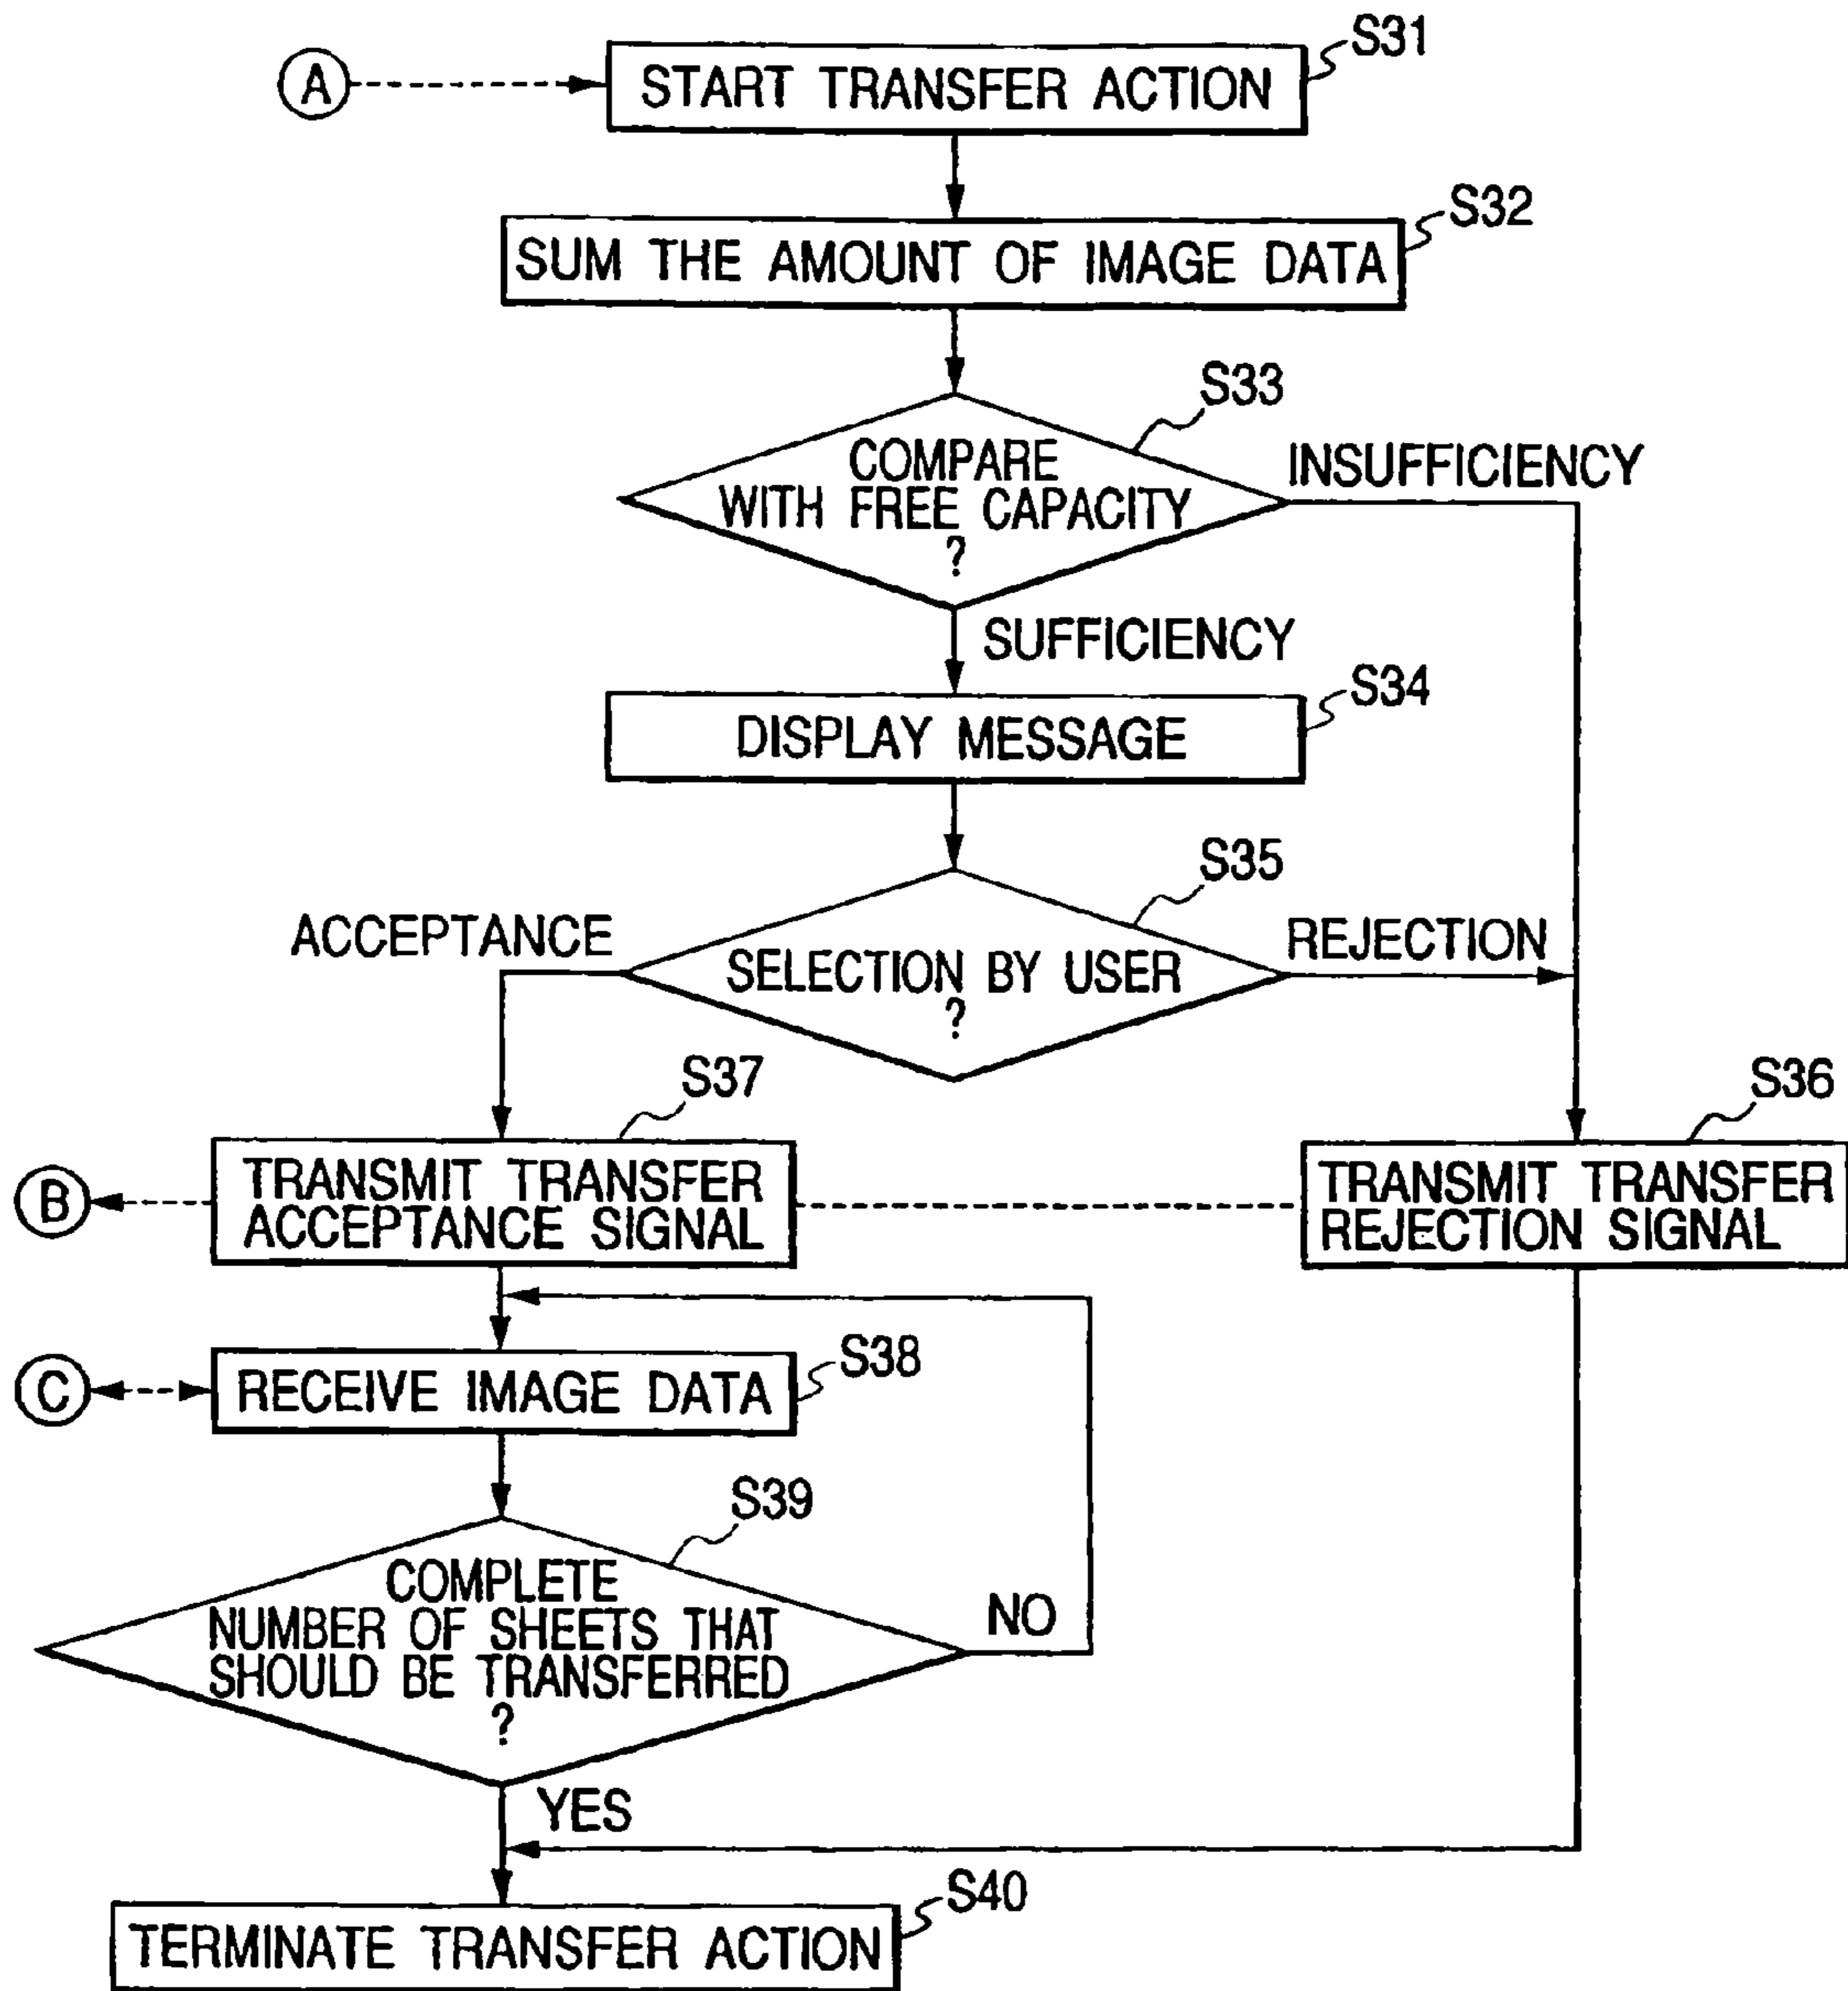 S31
A
START TRANSFER ACTION
S32
SUM THE AMOUNT OF IMAGE DATA
S33
COMPARE
WITH FREE CAPACITY
?
INSUFFICIENCY
SUFFICIENCY
S34
DISPLAY MESSAGE
S35
ACCEPTANCE
REJECTION
SELECTION BY USER
?
S37
S36
B
TRANSMIT TRANSFER
ACCEPTANCE SIGNAL
TRANSMIT TRANSFER
REJECTION SIGNAL
S38
C
RECEIVE IMAGE DATA
S39
COMPLETE
NUMBER OF SHEETS THAT
SHOULD BE TRANSFERRED
?
NO
YES
S40
TERMINATE TRANSFER ACTION